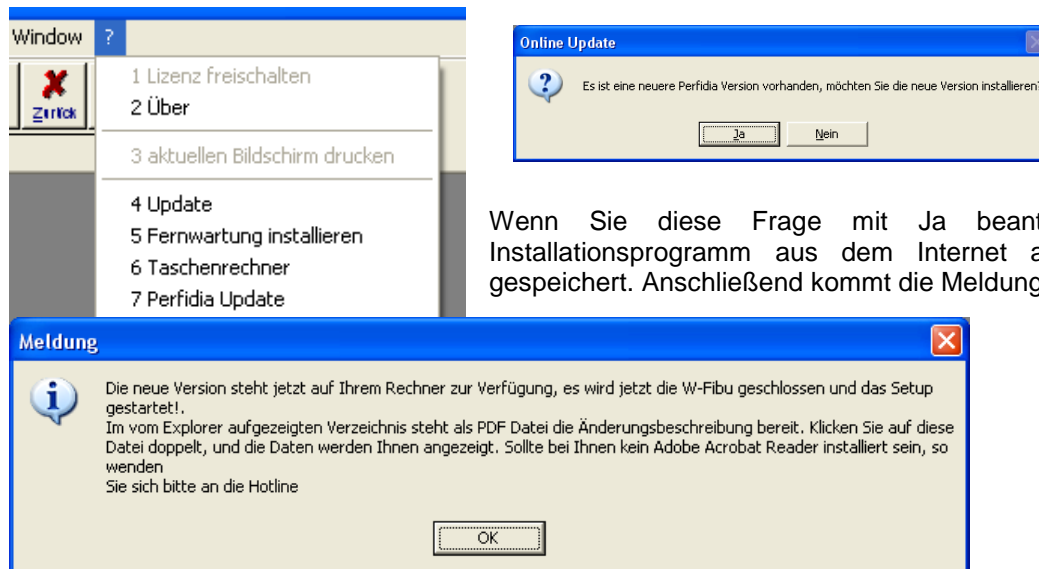 Window ?
Zurück
1 Lizenz freischalten
2 Über
3 aktuellen Bildschirm drucken
4 Update
5 Fernwartung installieren
6 Taschenrechner
7 Perfidia Update
Online Update
Es ist eine neuere Perfidia Version vorhanden, möchten Sie die neue Version installieren?
Ja Nein
Wenn Sie diese Frage mit Ja beant
Installationsprogramm aus dem Internet a
gespeichert. Anschließend kommt die Meldung
Meldung
Die neue Version steht jetzt auf Ihrem Rechner zur Verfügung, es wird jetzt die W-Fibu geschlossen und das Setup
gestartet!.
Im vom Explorer aufgezeigten Verzeichnis steht als PDF Datei die Änderungsbeschreibung bereit. Klicken Sie auf diese
Datei doppelt, und die Daten werden Ihnen angezeigt. Sollte bei Ihnen kein Adobe Acrobat Reader installiert sein, so
wenden
Sie sich bitte an die Hotline
OK